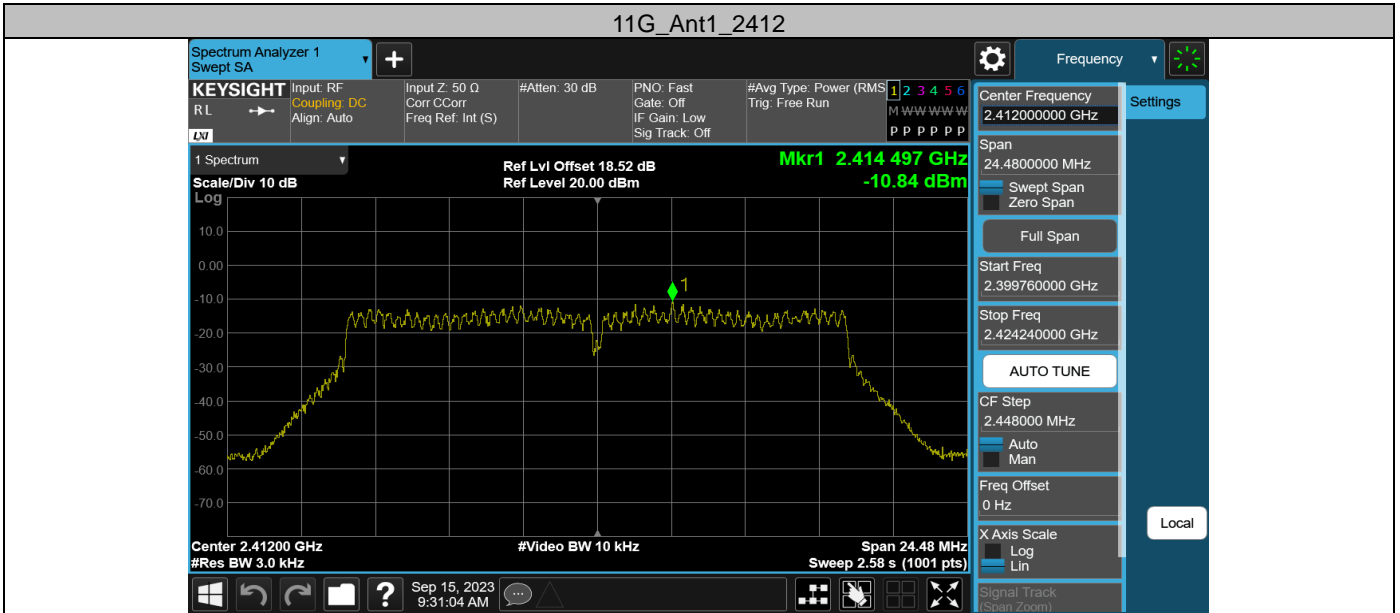 11G_Ant1_2412
Spectrum Analyzer 1
Swept SA
Frequency
KEYSIGHT
R L
LXI
Input: RF
Coupling: DC
Align: Auto
Input Z: 50 Ω
Corr CCorr
Freq Ref: Int (S)
#Atten: 30 dB
PNO: Fast
Gate: Off
IF Gain: Low
Sig Track: Off
#Avg Type: Power (RMS
Trig: Free Run
1 2 3 4 5 6
M W W W W W
P P P P P P
1 Spectrum
Scale/Div 10 dB
Ref Lvl Offset 18.52 dB
Ref Level 20.00 dBm
Mkr1 2.414 497 GHz
-10.84 dBm
Log
10.0
0.00
-10.0
-20.0
-30.0
-40.0
-50.0
-60.0
-70.0
1
Center 2.41200 GHz
#Res BW 3.0 kHz
#Video BW 10 kHz
Span 24.48 MHz
Sweep 2.58 s (1001 pts)
Center Frequency
2.412000000 GHz
Span
24.4800000 MHz
Swept Span
Zero Span
Full Span
Start Freq
2.399760000 GHz
Stop Freq
2.424240000 GHz
AUTO TUNE
CF Step
2.448000 MHz
Auto
Man
Freq Offset
0 Hz
X Axis Scale
Log
Lin
Signal Track
(Span Zoom)
Settings
Local
?
Sep 15, 2023
9:31:04 AM